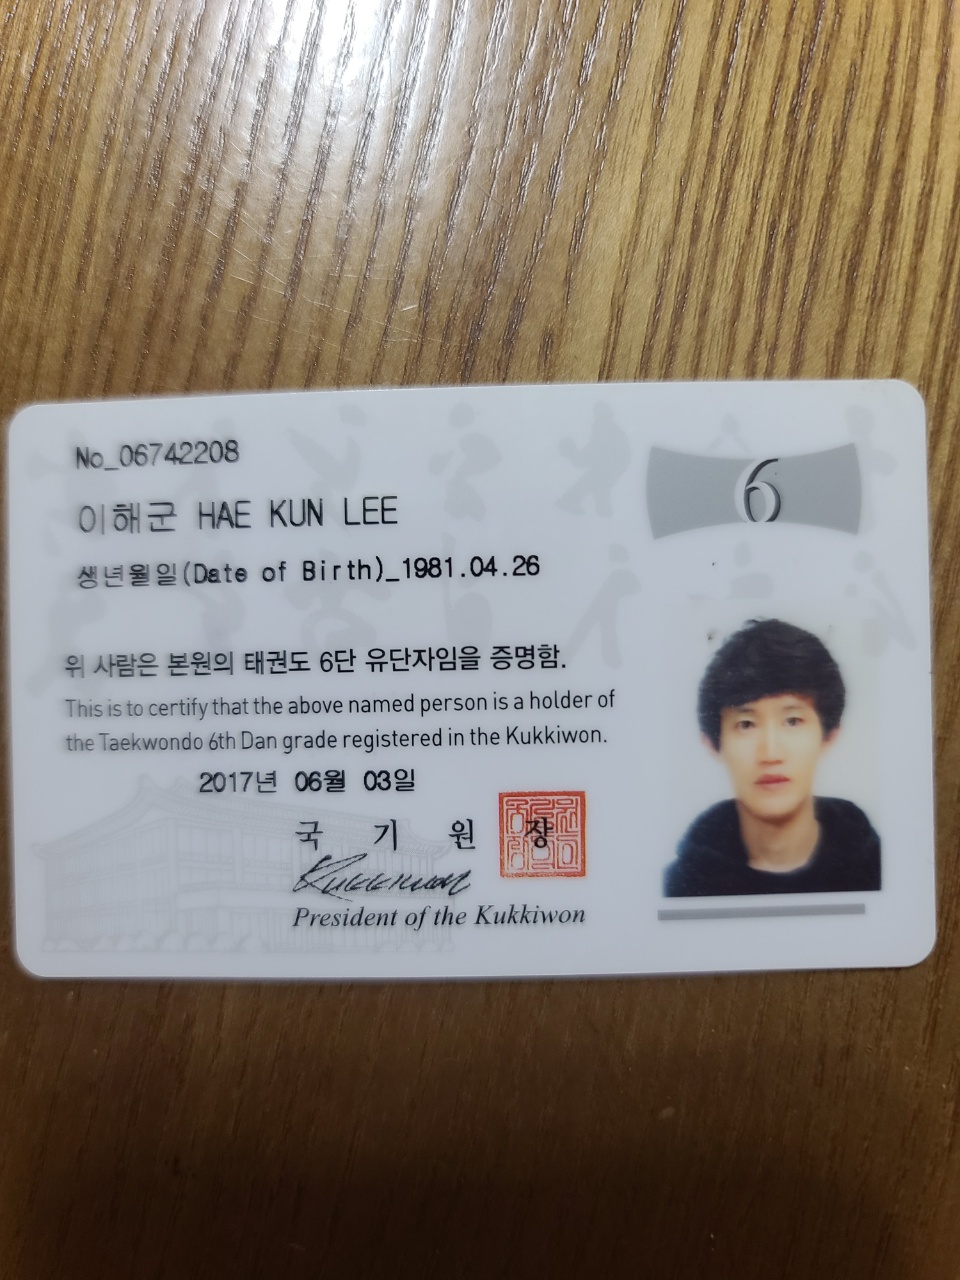 No_06742208
6
이해군 HAE KUN LEE
생년월일(Date of Birth)_1981.04.26
위 사람은 본원의 태권도 6단 유단자임을 증명함.
This is to certify that the above named person is a holder of
the Taekwondo 6th Dan grade registered in the Kukkiwon.
2017년 06월 03일
국 기 원 장
Kukkiwon
President of the Kukkiwon